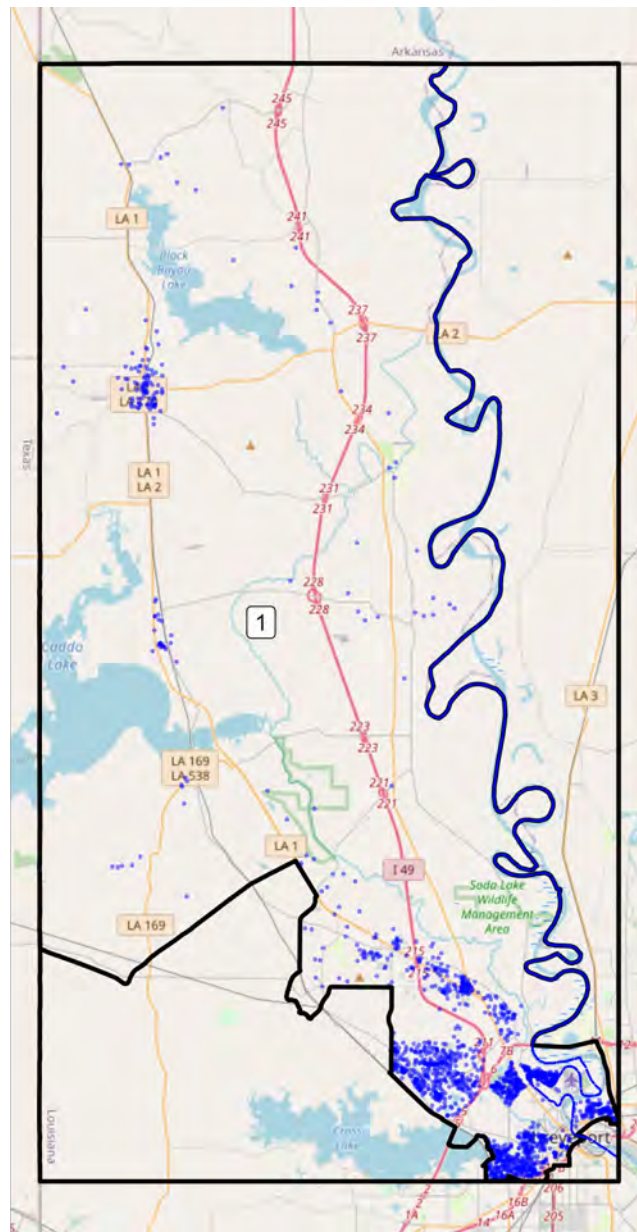 Arkansas
245
245
LA 1
241
241
Black
Bayou
Lake
237
237
LA 2
234
234
Texas
LA 1
LA 2
231
231
228
228
1
Caddo
Lake
LA 3
223
223
LA 169
LA 538
221
221
LA 1
I 49
Soda Lake
Wildlife
Management
Area
LA 169
215
211
7B
Cross
Lake
Louisiana
1A
14
16B
16A
206
205